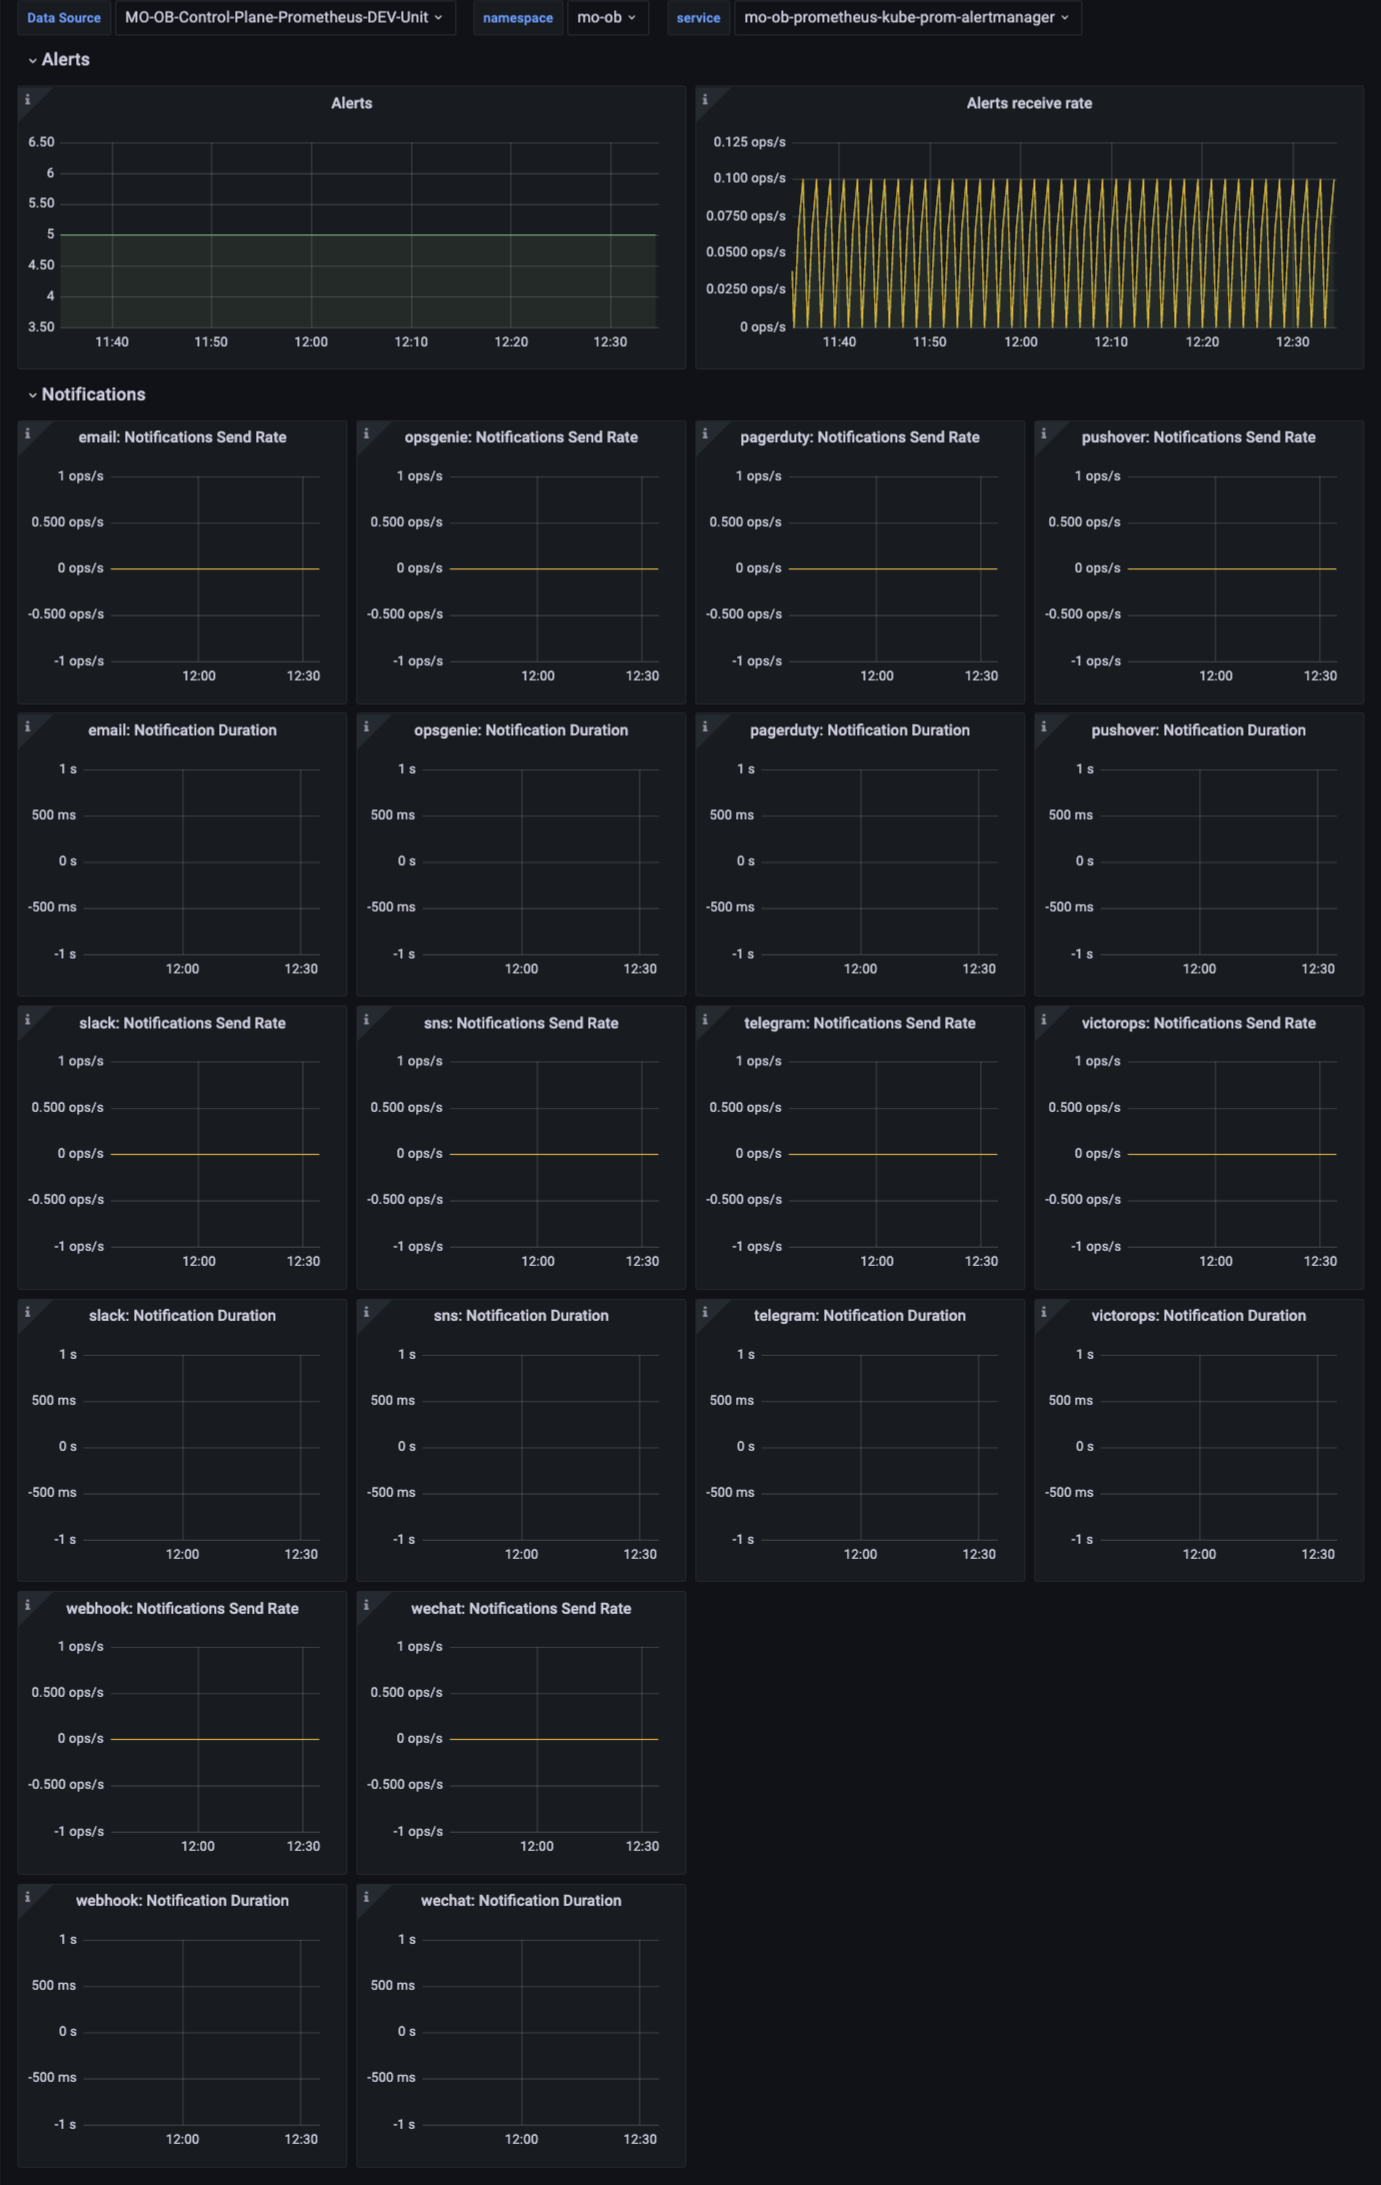 Data Source MO-OB-Control-Plane-Prometheus-DEV-Unit namespace mo-ob service mo-ob-prometheus-kube-prom-alertmanager
Alerts
Alerts
6.50
6
5.50
5
4.50
4
3.50
11:40 11:50 12:00 12:10 12:20 12:30
Alerts receive rate
0.125 ops/s
0.100 ops/s
0.0750 ops/s
0.0500 ops/s
0.0250 ops/s
0 ops/s
11:40 11:50 12:00 12:10 12:20 12:30
Notifications
email: Notifications Send Rate
1 ops/s
0.500 ops/s
0 ops/s
-0.500 ops/s
-1 ops/s
12:00 12:30
opsgenie: Notifications Send Rate
1 ops/s
0.500 ops/s
0 ops/s
-0.500 ops/s
-1 ops/s
12:00 12:30
pagerduty: Notifications Send Rate
1 ops/s
0.500 ops/s
0 ops/s
-0.500 ops/s
-1 ops/s
12:00 12:30
pushover: Notifications Send Rate
1 ops/s
0.500 ops/s
0 ops/s
-0.500 ops/s
-1 ops/s
12:00 12:30
email: Notification Duration
1 s
500 ms
0 s
-500 ms
-1 s
12:00 12:30
opsgenie: Notification Duration
1 s
500 ms
0 s
-500 ms
-1 s
12:00 12:30
pagerduty: Notification Duration
1 s
500 ms
0 s
-500 ms
-1 s
12:00 12:30
pushover: Notification Duration
1 s
500 ms
0 s
-500 ms
-1 s
12:00 12:30
slack: Notifications Send Rate
1 ops/s
0.500 ops/s
0 ops/s
-0.500 ops/s
-1 ops/s
12:00 12:30
sns: Notifications Send Rate
1 ops/s
0.500 ops/s
0 ops/s
-0.500 ops/s
-1 ops/s
12:00 12:30
telegram: Notifications Send Rate
1 ops/s
0.500 ops/s
0 ops/s
-0.500 ops/s
-1 ops/s
12:00 12:30
victorops: Notifications Send Rate
1 ops/s
0.500 ops/s
0 ops/s
-0.500 ops/s
-1 ops/s
12:00 12:30
slack: Notification Duration
1 s
500 ms
0 s
-500 ms
-1 s
12:00 12:30
sns: Notification Duration
1 s
500 ms
0 s
-500 ms
-1 s
12:00 12:30
telegram: Notification Duration
1 s
500 ms
0 s
-500 ms
-1 s
12:00 12:30
victorops: Notification Duration
1 s
500 ms
0 s
-500 ms
-1 s
12:00 12:30
webhook: Notifications Send Rate
1 ops/s
0.500 ops/s
0 ops/s
-0.500 ops/s
-1 ops/s
12:00 12:30
wechat: Notifications Send Rate
1 ops/s
0.500 ops/s
0 ops/s
-0.500 ops/s
-1 ops/s
12:00 12:30
webhook: Notification Duration
1 s
500 ms
0 s
-500 ms
-1 s
12:00 12:30
wechat: Notification Duration
1 s
500 ms
0 s
-500 ms
-1 s
12:00 12:30